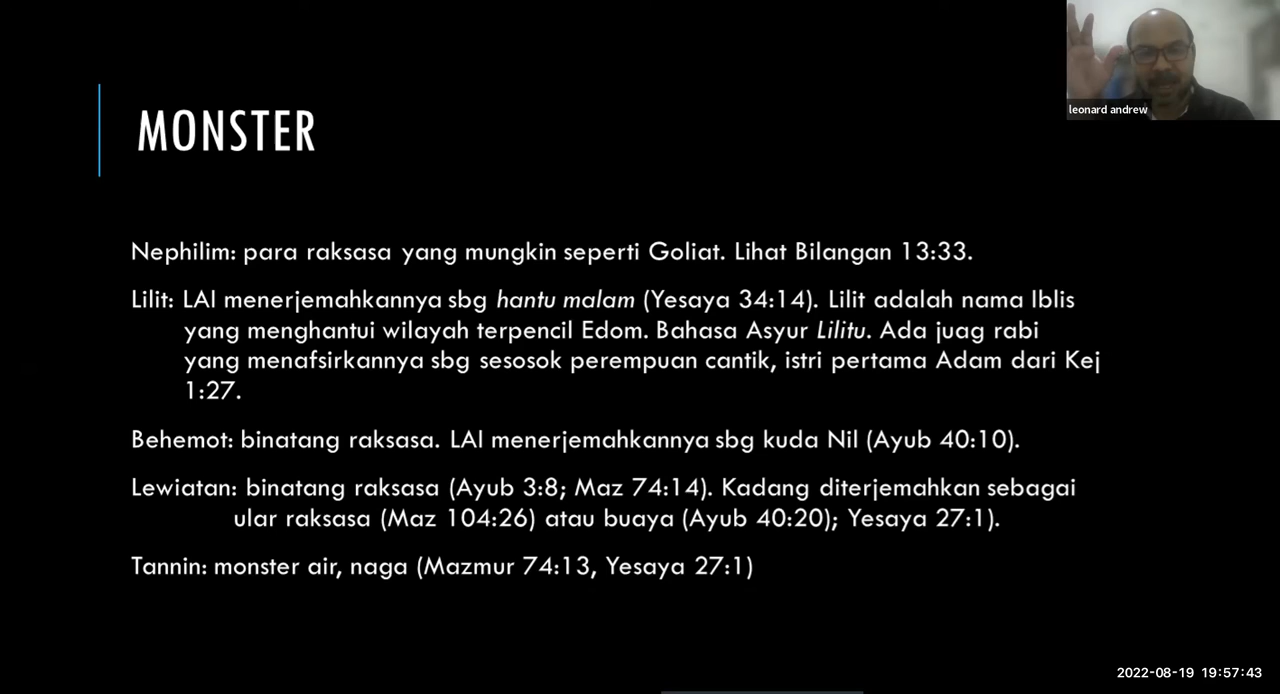 leonard andrew
MONSTER
Nephilim: para raksasa yang mungkin seperti Goliat. Lihat Bilangan 13:33.
Lilit: LAI menerjemahkannya sbg hantu malam (Yesaya 34:14). Lilit adalah nama Iblis
yang menghantui wilayah terpencil Edom. Bahasa Asyur Lilitu. Ada juag rabi
yang menafsirkannya sbg sesosok perempuan cantik, istri pertama Adam dari Kej
1:27.
Behemot: binatang raksasa. LAI menerjemahkannya sbg kuda Nil (Ayub 40:10).
Lewiatan: binatang raksasa (Ayub 3:8; Maz 74:14). Kadang diterjemahkan sebagai
ular raksasa (Maz 104:26) atau buaya (Ayub 40:20); Yesaya 27:1).
Tannin: monster air, naga (Mazmur 74:13, Yesaya 27:1)
2022-08-19 19:57:43